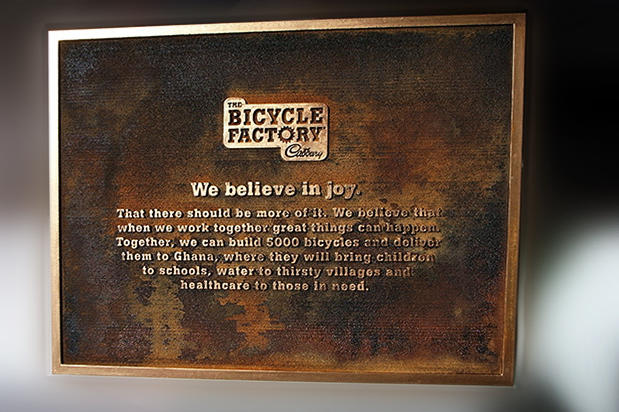 THE
BICYCLE
FACTORY
Cadbury
We believe in joy.
That there should be more of it. We believe that
when we work together great things can happen.
Together, we can build 5000 bicycles and deliver
them to Ghana, where they will bring children
to schools, water to thirsty villages and
healthcare to those in need.